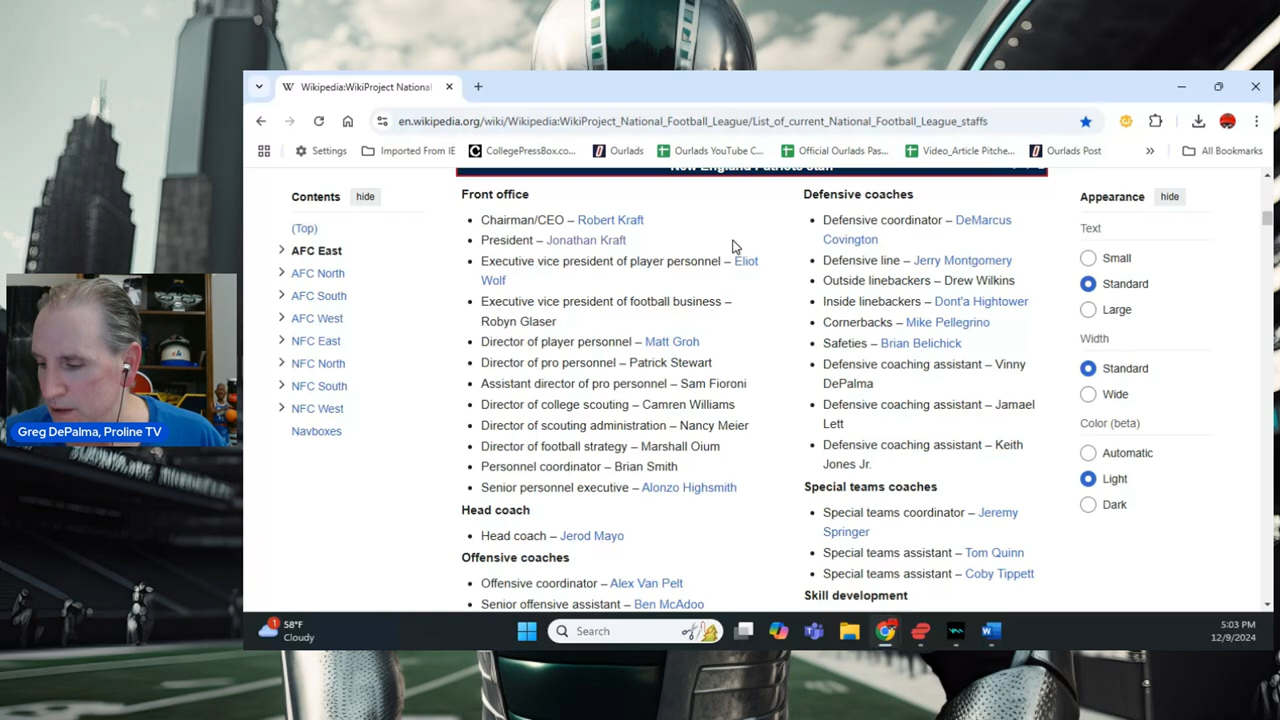 Wikipedia:WikiProject National
en.wikipedia.org/wiki/Wikipedia:WikiProject_National_Football_League/List_of_current_National_Football_League_staffs
Settings
Imported From IE
CollegePressBox.co...
Ourlads
Ourlads YouTube C...
Official Ourlads Pas...
Video_Article Pitche...
Ourlads Post
»
All Bookmarks
Contents
hide
(Top)
AFC East
AFC North
AFC South
AFC West
NFC East
NFC North
NFC South
NFC West
Navboxes
New England Patriots staff
Front office
• Chairman/CEO – Robert Kraft
• President – Jonathan Kraft
• Executive vice president of player personnel – Eliot
Wolf
• Executive vice president of football business –
Robyn Glaser
• Director of player personnel – Matt Groh
• Director of pro personnel – Patrick Stewart
• Assistant director of pro personnel – Sam Fioroni
• Director of college scouting – Camren Williams
• Director of scouting administration – Nancy Meier
• Director of football strategy – Marshall Oium
• Personnel coordinator – Brian Smith
• Senior personnel executive – Alonzo Highsmith
Head coach
• Head coach – Jerod Mayo
Offensive coaches
• Offensive coordinator – Alex Van Pelt
• Senior offensive assistant – Ben McAdoo
Defensive coaches
• Defensive coordinator – DeMarcus
Covington
• Defensive line – Jerry Montgomery
• Outside linebackers – Drew Wilkins
• Inside linebackers – Dont'a Hightower
• Cornerbacks – Mike Pellegrino
• Safeties – Brian Belichick
• Defensive coaching assistant – Vinny
DePalma
• Defensive coaching assistant – Jamael
Lett
• Defensive coaching assistant – Keith
Jones Jr.
Special teams coaches
• Special teams coordinator – Jeremy
Springer
• Special teams assistant – Tom Quinn
• Special teams assistant – Coby Tippett
Skill development
Appearance
hide
Text
Small
Standard
Large
Width
Standard
Wide
Color (beta)
Automatic
Light
Dark
Greg DePalma, Proline TV
1
58°F
Cloudy
Search
5:03 PM
12/9/2024